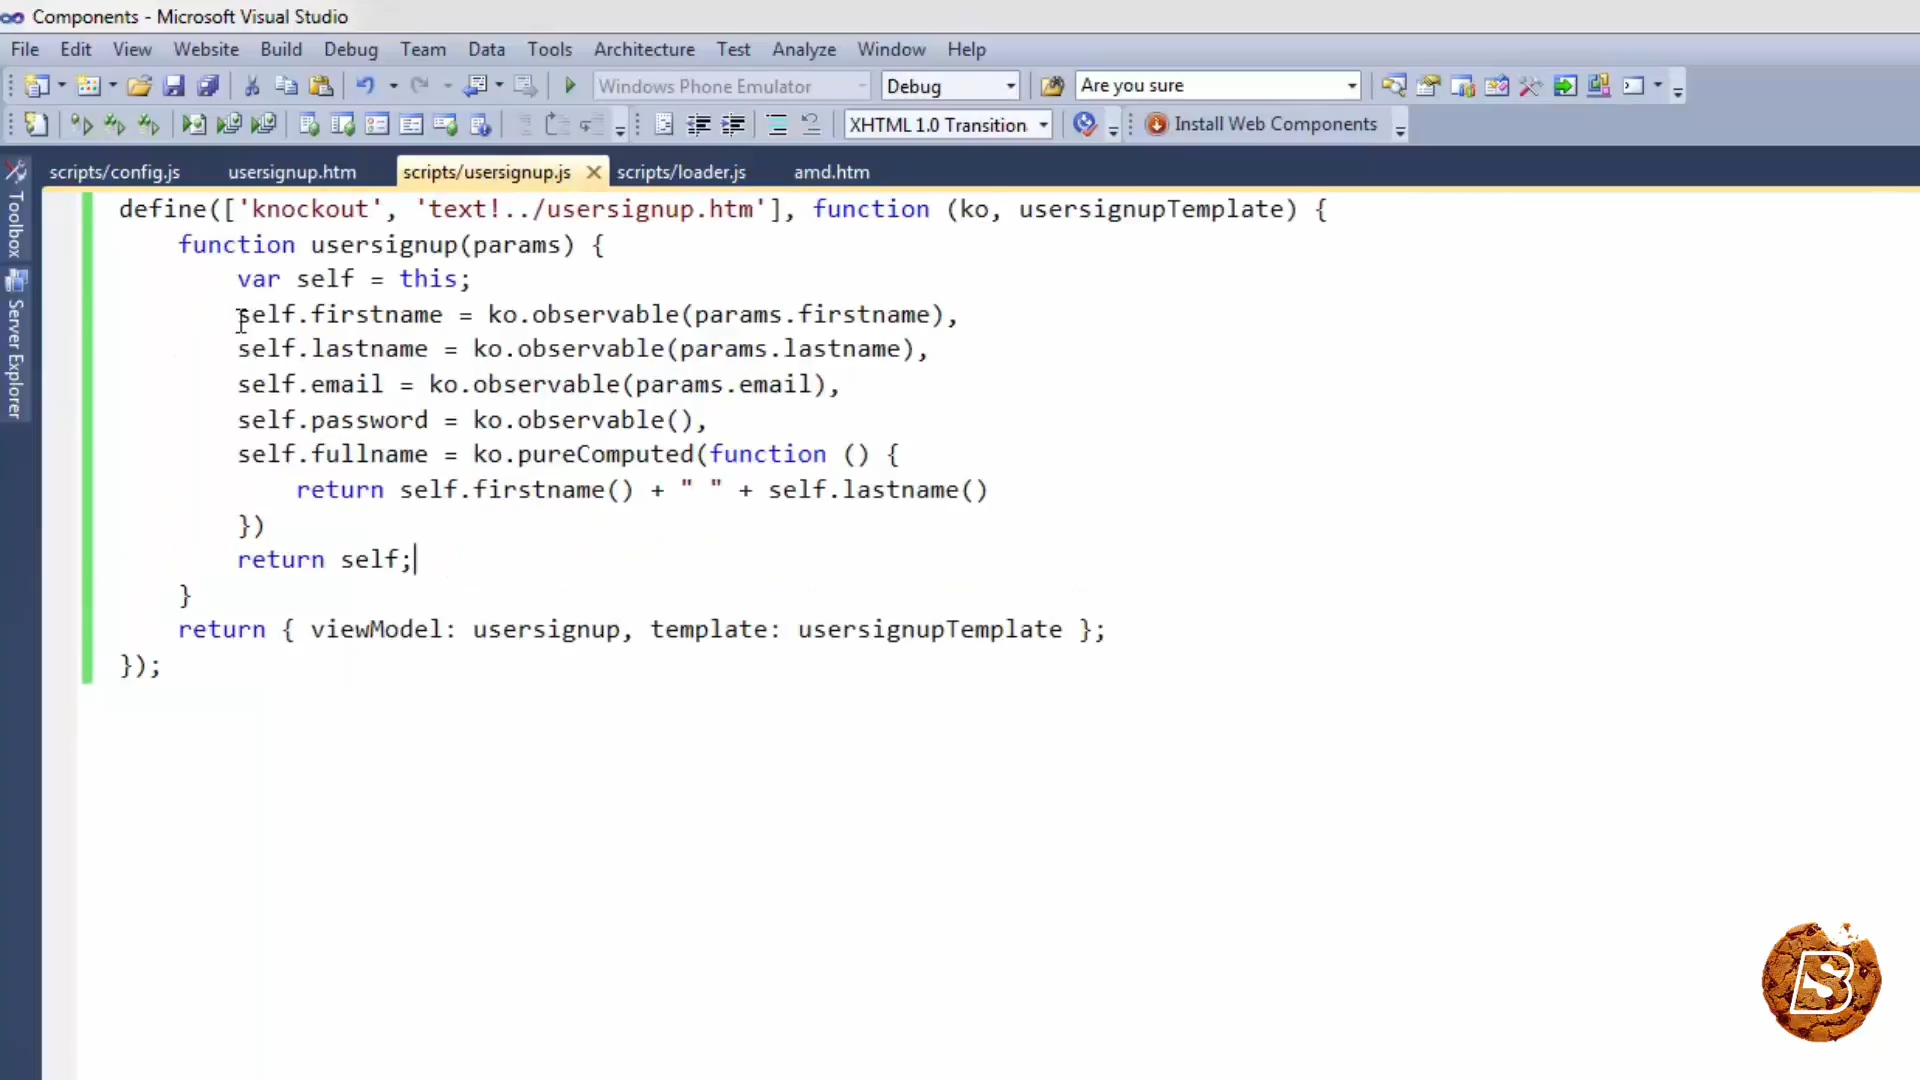 Components - Microsoft Visual Studio
File Edit View Website Build Debug Team Data Tools Architecture Test Analyze Window Help
Windows Phone Emulator Debug Are you sure
XHTML 1.0 Transition Install Web Components
scripts/config.js usersignup.htm scripts/usersignup.js scripts/loader.js amd.htm
Toolbox
Server Explorer
define(['knockout', 'text!../usersignup.htm'], function (ko, usersignupTemplate) {
function usersignup(params) {
var self = this;
self.firstname = ko.observable(params.firstname),
self.lastname = ko.observable(params.lastname),
self.email = ko.observable(params.email),
self.password = ko.observable(),
self.fullname = ko.pureComputed(function () {
return self.firstname() + " " + self.lastname()
})
return self;
}
return { viewModel: usersignup, template: usersignupTemplate };
});